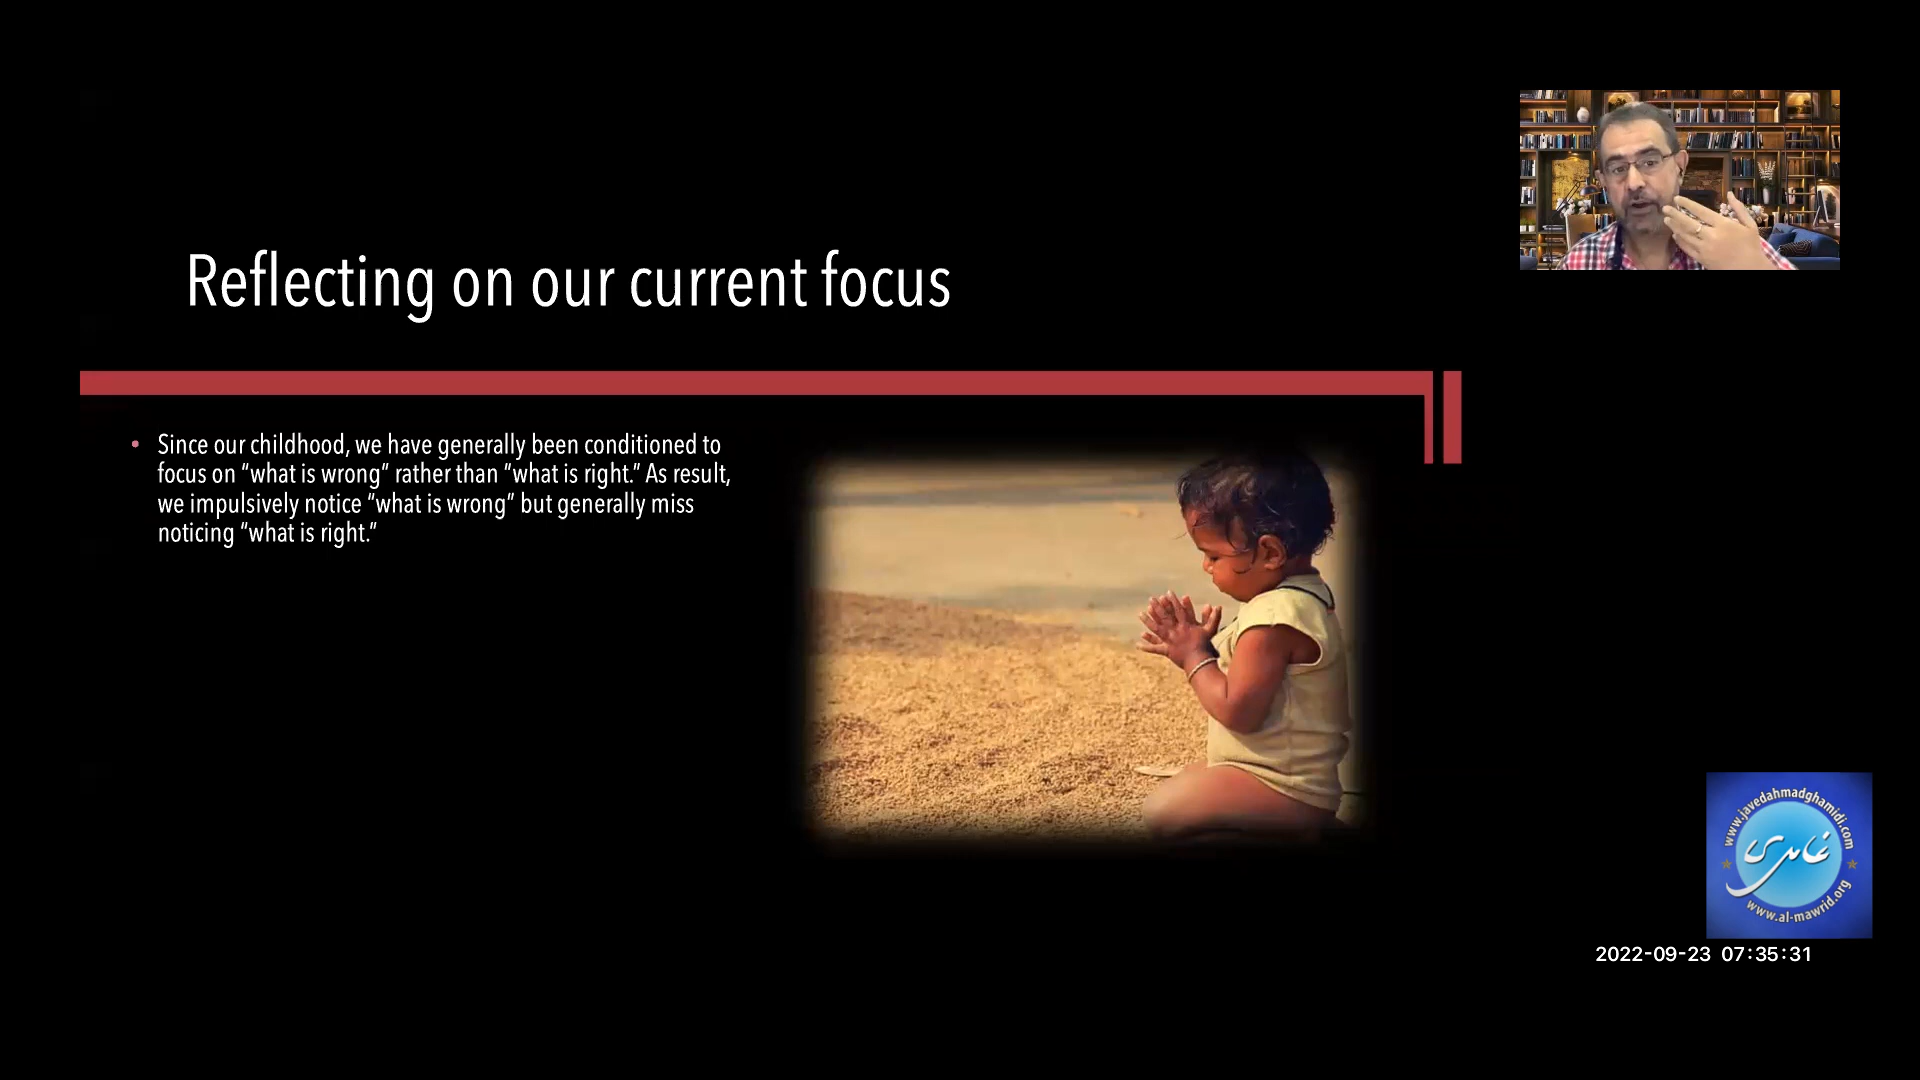 Reflecting on our current focus
• Since our childhood, we have generally been conditioned to
focus on “what is wrong” rather than “what is right.” As result,
we impulsively notice “what is wrong” but generally miss
noticing “what is right.”
www.javedahmadghamidi.com
غامدی
www.al-mawrid.org
2022-09-23 07:35:31